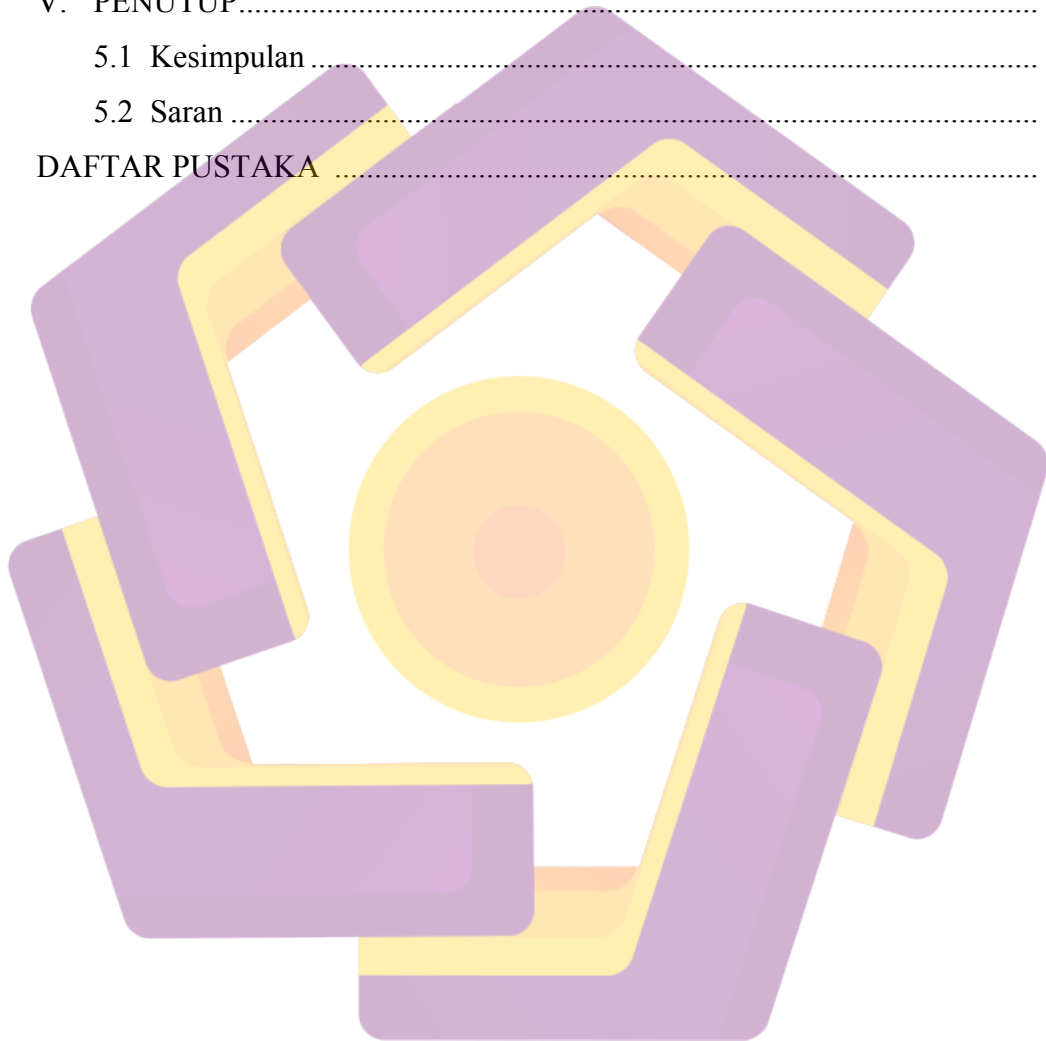 V. PENUTUP....................................................................................................
5.1 Kesimpulan ...........................................................................................
5.2 Saran .....................................................................................................
DAFTAR PUSTAKA ........................................................................................